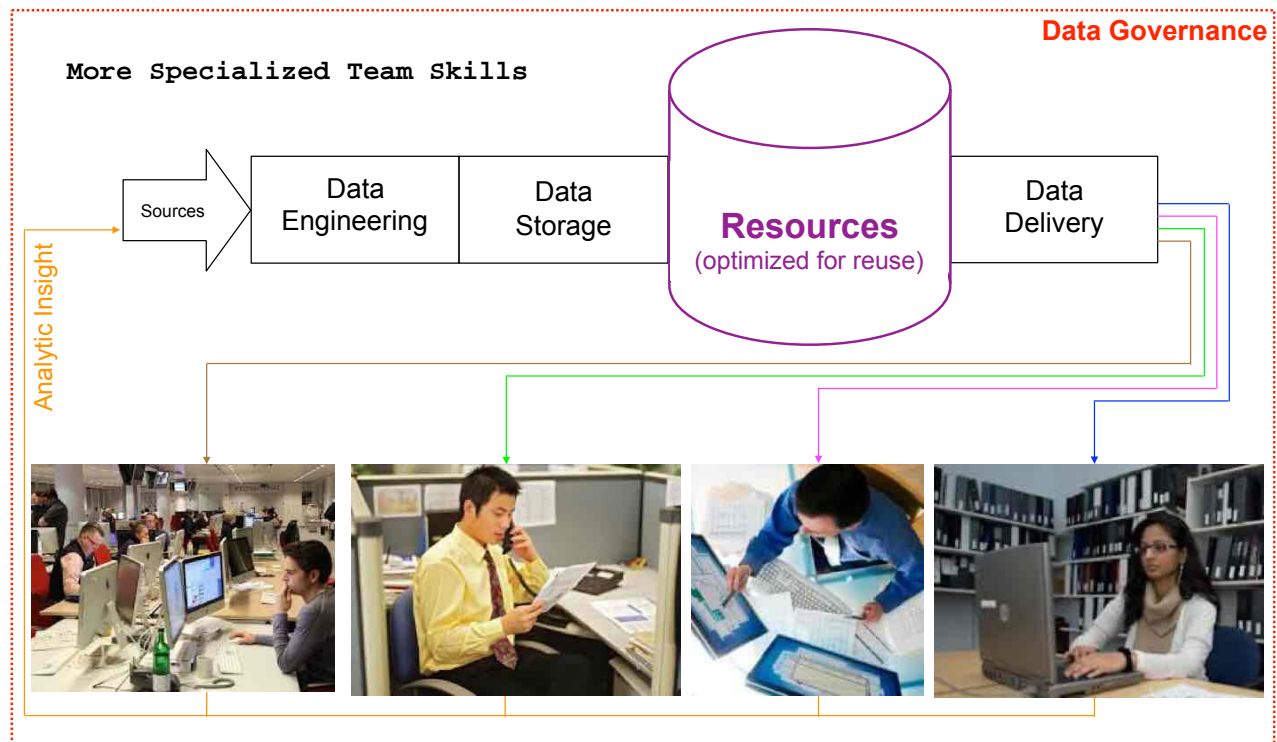 Data Governance
More Specialized Team Skills
Sources
Data
Engineering
Data
Storage
Resources
(optimized for reuse)
Data
Delivery
Analytic Insight